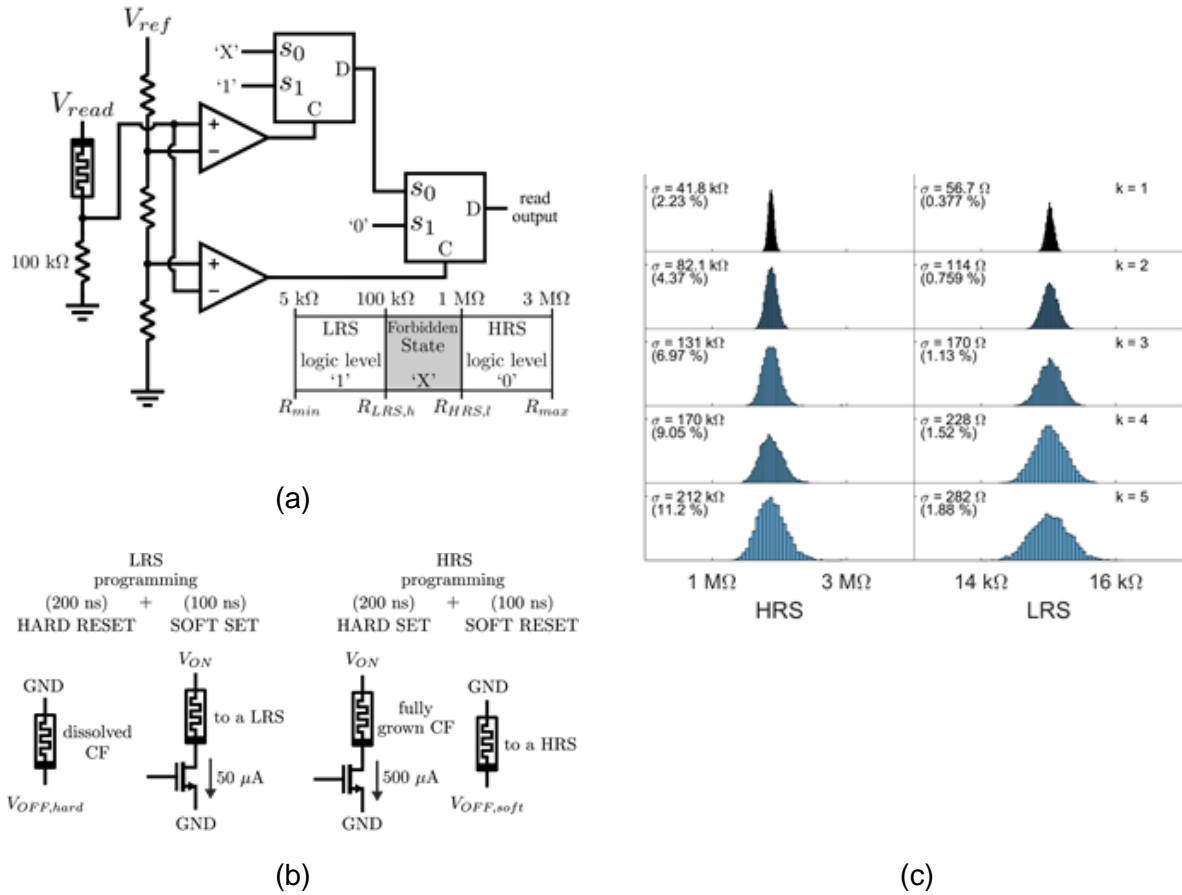 V_ref
'X'
s_0
D
'1'
s_1
C
V_read
+
−
s_0
D
read
output
'0'
s_1
C
100 kΩ
+
−
5 kΩ 100 kΩ 1 MΩ 3 MΩ
LRS Forbidden HRS
State
logic level logic level
'1' 'X' '0'
R_min R_LRS,h R_HRS,l R_max
(a)
LRS
programming
(200 ns) + (100 ns)
HARD RESET SOFT SET
HRS
programming
(200 ns) + (100 ns)
HARD SET SOFT RESET
GND
dissolved
CF
V_OFF,hard
V_ON
to a LRS
50 μA
GND
V_ON
fully
grown CF
500 μA
GND
GND
to a HRS
V_OFF,soft
(b)
σ = 41.8 kΩ
(2.23 %)
σ = 56.7 Ω
(0.377 %)
k = 1
σ = 82.1 kΩ
(4.37 %)
σ = 114 Ω
(0.759 %)
k = 2
σ = 131 kΩ
(6.97 %)
σ = 170 Ω
(1.13 %)
k = 3
σ = 170 kΩ
(9.05 %)
σ = 228 Ω
(1.52 %)
k = 4
σ = 212 kΩ
(11.2 %)
σ = 282 Ω
(1.88 %)
k = 5
1 MΩ 3 MΩ 14 kΩ 16 kΩ
HRS LRS
(c)